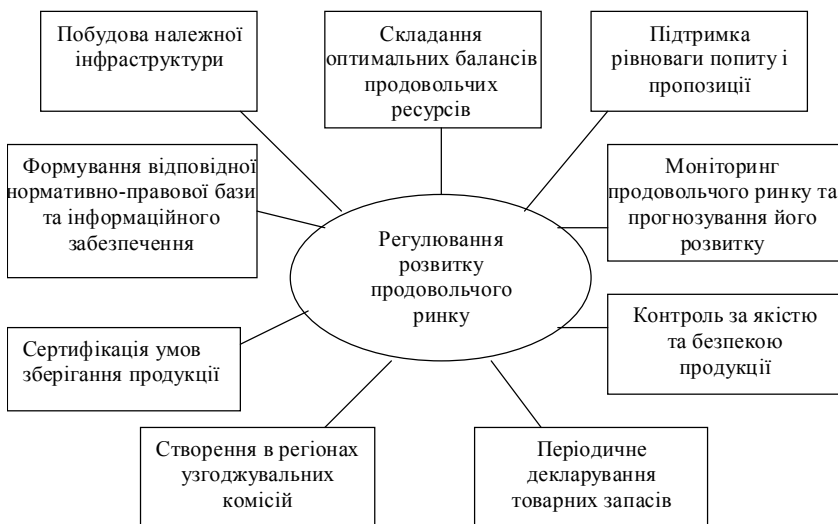 Побудова належної
інфраструктури
Складання
оптимальних балансів
продовольчих
ресурсів
Підтримка
рівноваги попиту і
пропозиції
Формування відповідної
нормативно-правової бази
та інформаційного
забезпечення
Моніторинг
продовольчого ринку та
прогнозування його
розвитку
Регулювання
розвитку
продовольчого
ринку
Сертифікація умов
зберігання продукції
Контроль за якістю
та безпекою
продукції
Створення в регіонах
узгоджувальних
комісій
Періодичне
декларування
товарних запасів